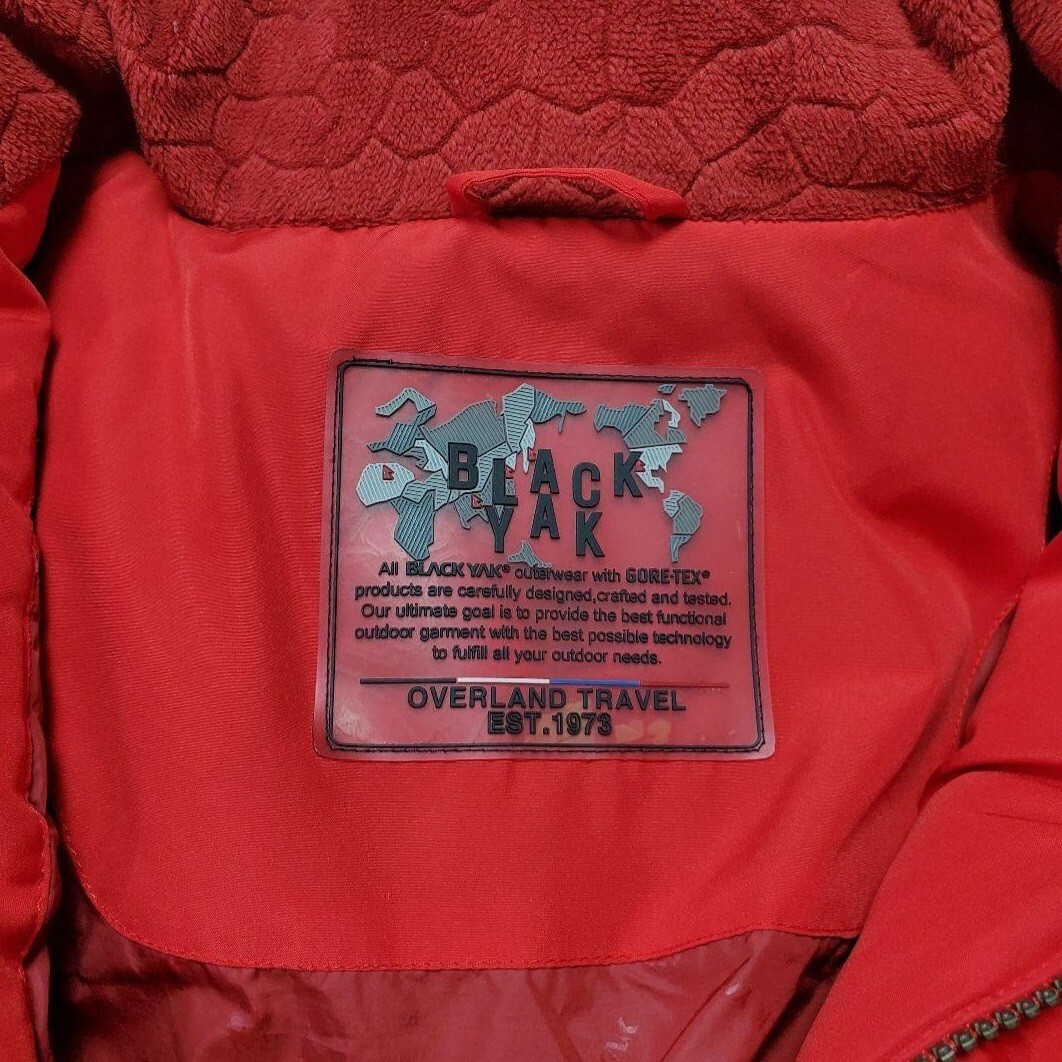 BLACK
YAK
All BLACK YAK® outerwear with GORE-TEX®
products are carefully designed,crafted and tested.
Our ultimate goal is to provide the best functional
outdoor garment with the best possible technology
to fulfill all your outdoor needs.
OVERLAND TRAVEL
EST.1973